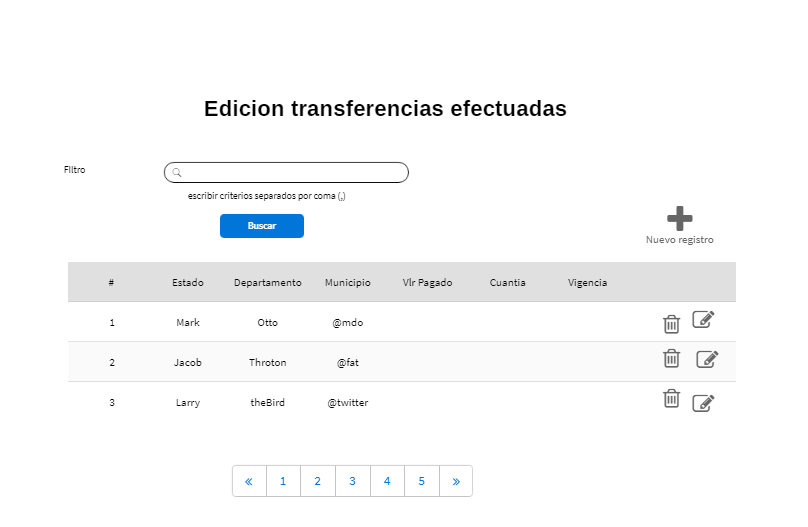 Edicion transferencias efectuadas
FIltro
escribir criterios separados por coma (,)
Buscar
Nuevo registro
# Estado Departamento Municipio Vlr Pagado Cuantia Vigencia
1 Mark Otto @mdo
2 Jacob Throton @fat
3 Larry theBird @twitter
« 1 2 3 4 5 »